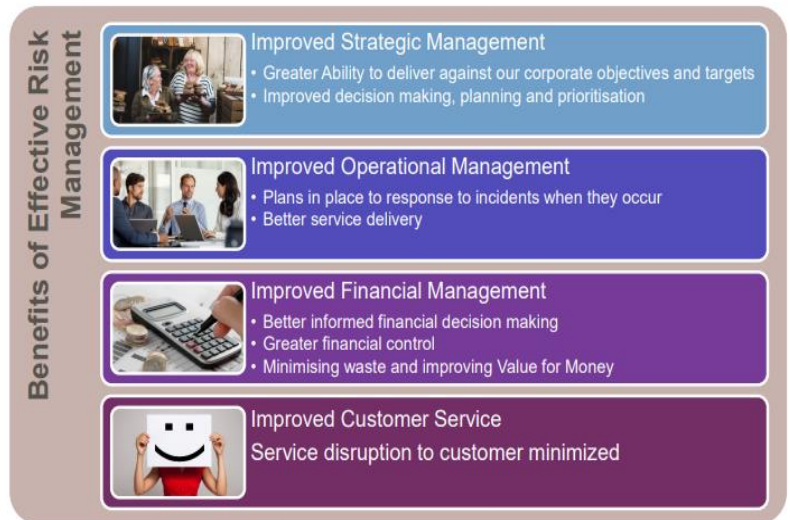 Benefits of Effective Risk
Management
Improved Strategic Management
• Greater Ability to deliver against our corporate objectives and targets
• Improved decision making, planning and prioritisation
Improved Operational Management
• Plans in place to response to incidents when they occur
• Better service delivery
Improved Financial Management
• Better informed financial decision making
• Greater financial control
• Minimising waste and improving Value for Money
Improved Customer Service
Service disruption to customer minimized